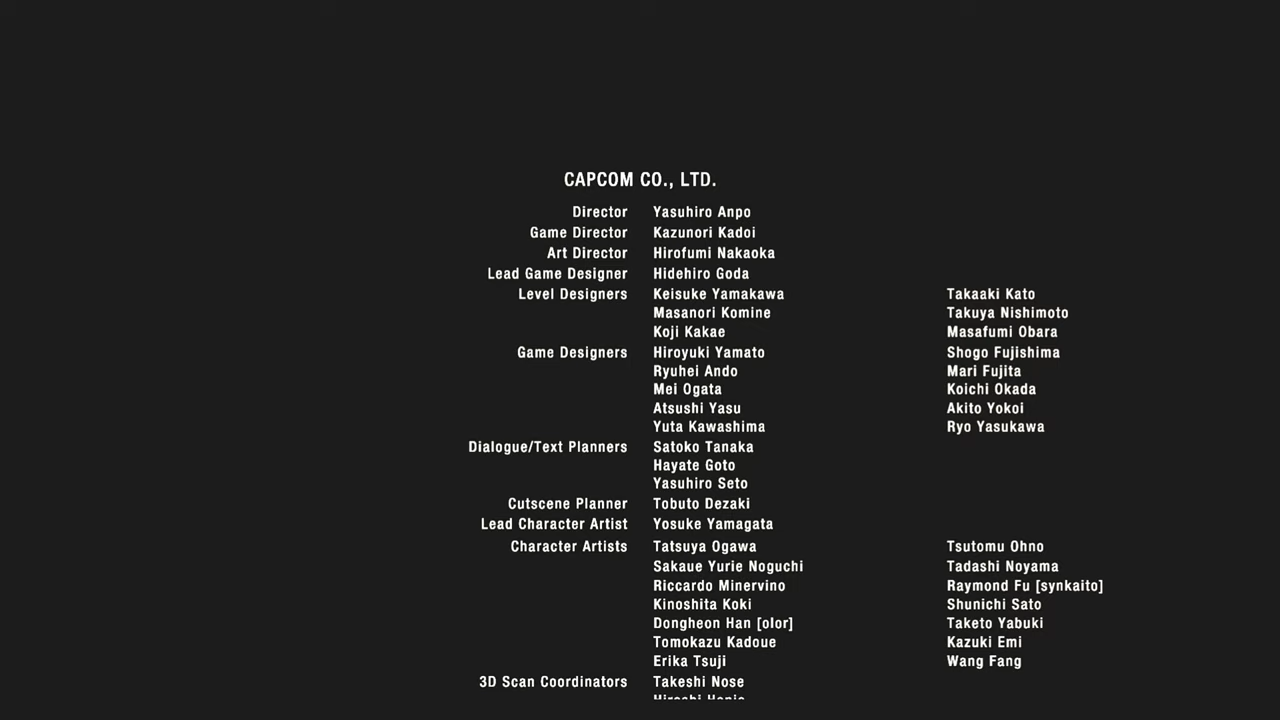 CAPCOM CO., LTD.
Director Yasuhiro Anpo
Game Director Kazunori Kadoi
Art Director Hirofumi Nakaoka
Lead Game Designer Hidehiro Goda
Level Designers Keisuke Yamakawa Takaaki Kato
Masanori Komine Takuya Nishimoto
Koji Kakae Masafumi Obara
Game Designers Hiroyuki Yamato Shogo Fujishima
Ryuhei Ando Mari Fujita
Mei Ogata Koichi Okada
Atsushi Yasu Akito Yokoi
Yuta Kawashima Ryo Yasukawa
Dialogue/Text Planners Satoko Tanaka
Hayate Goto
Yasuhiro Seto
Cutscene Planner Tobuto Dezaki
Lead Character Artist Yosuke Yamagata
Character Artists Tatsuya Ogawa Tsutomu Ohno
Sakaue Yurie Noguchi Tadashi Noyama
Riccardo Minervino Raymond Fu [synkaito]
Kinoshita Koki Shunichi Sato
Dongheon Han [olor] Taketo Yabuki
Tomokazu Kadoue Kazuki Emi
Erika Tsuji Wang Fang
3D Scan Coordinators Takeshi Nose